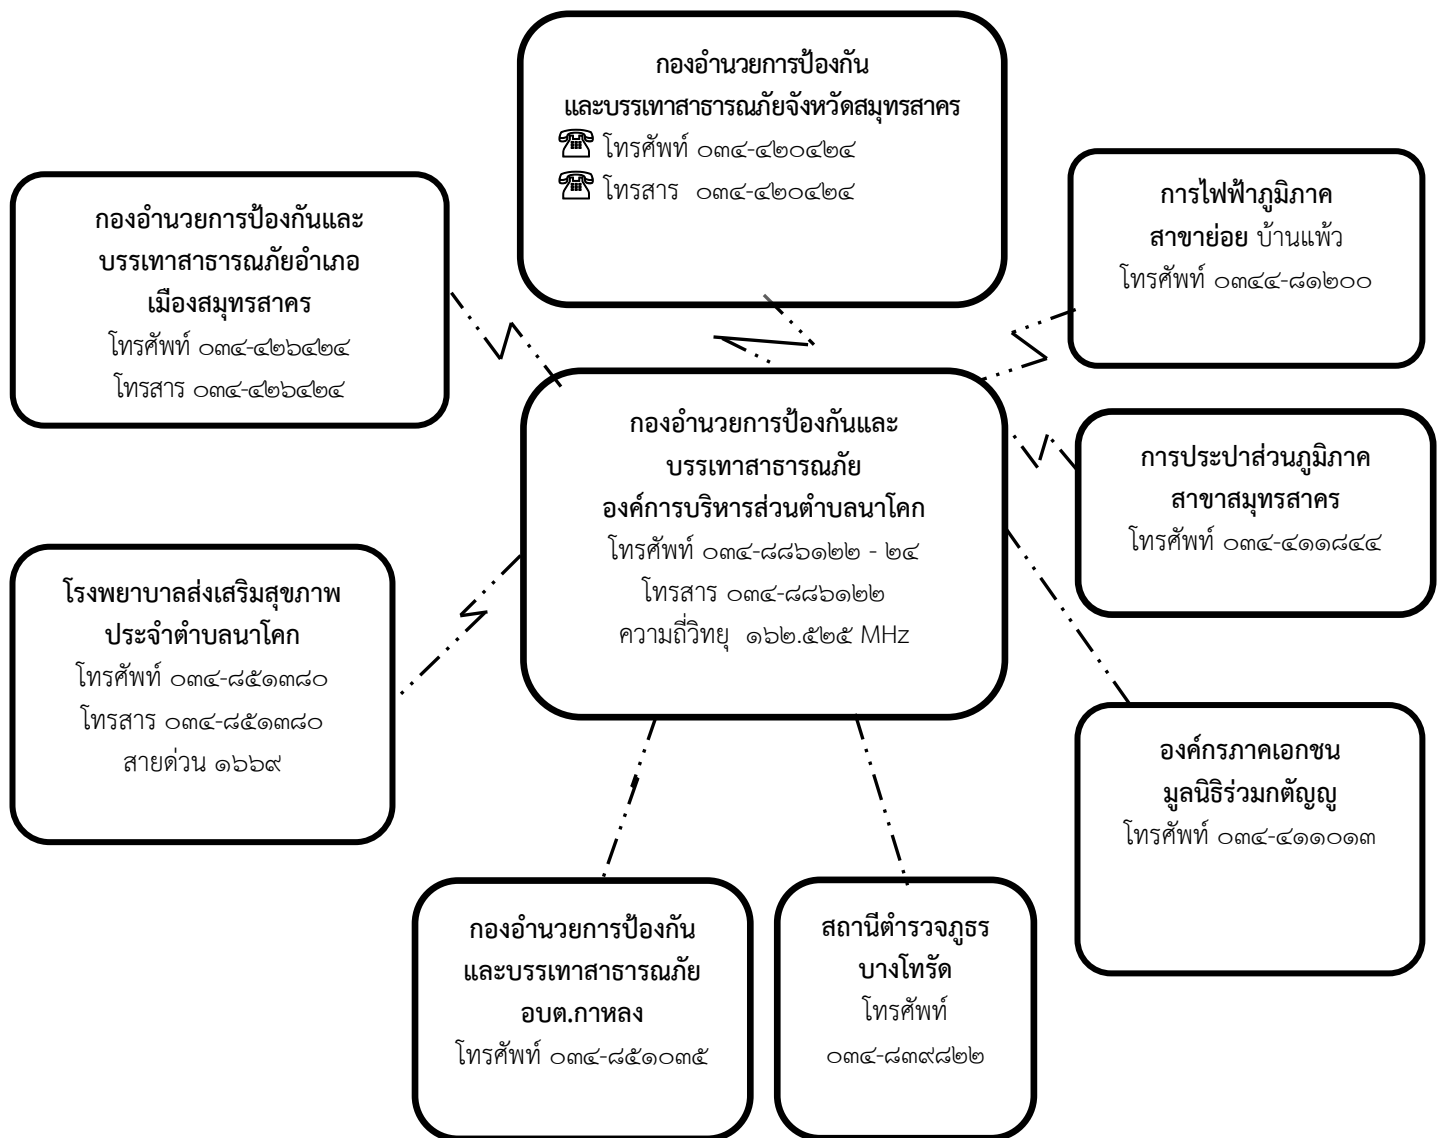 กองอำนวยการป้องกัน
และบรรเทาสาธารณภัยจังหวัดสมุทรสาคร
โทรศัพท์ ๐๓๔-๔๒๐๔๒๔
โทรสาร ๐๓๔-๔๒๐๔๒๔
กองอำนวยการป้องกันและ
บรรเทาสาธารณภัยอำเภอ
เมืองสมุทรสาคร
โทรศัพท์ ๐๓๔-๔๒๖๔๒๔
โทรสาร ๐๓๔-๔๒๖๔๒๔
การไฟฟ้าภูมิภาค
สาขาย่อย บ้านแพ้ว
โทรศัพท์ ๐๓๔๔-๘๑๒๐๐
กองอำนวยการป้องกันและ
บรรเทาสาธารณภัย
องค์การบริหารส่วนตำบลนาโคก
โทรศัพท์ ๐๓๔-๘๘๖๑๒๒ - ๒๔
โทรสาร ๐๓๔-๘๘๖๑๒๒
ความถี่วิทยุ ๑๖๒.๕๒๕ MHz
การประปาส่วนภูมิภาค
สาขาสมุทรสาคร
โทรศัพท์ ๐๓๔-๔๑๑๘๔๔
โรงพยาบาลส่งเสริมสุขภาพ
ประจำตำบลนาโคก
โทรศัพท์ ๐๓๔-๘๕๑๓๘๐
โทรสาร ๐๓๔-๘๕๑๓๘๐
สายด่วน ๑๖๖๙
องค์กรภาคเอกชน
มูลนิธิร่วมกตัญญู
โทรศัพท์ ๐๓๔-๔๑๑๐๑๓
กองอำนวยการป้องกัน
และบรรเทาสาธารณภัย
อบต.กาหลง
โทรศัพท์ ๐๓๔-๘๕๑๐๓๕
สถานีตำรวจภูธร
บางโทรัด
โทรศัพท์
๐๓๔-๘๓๙๘๒๒